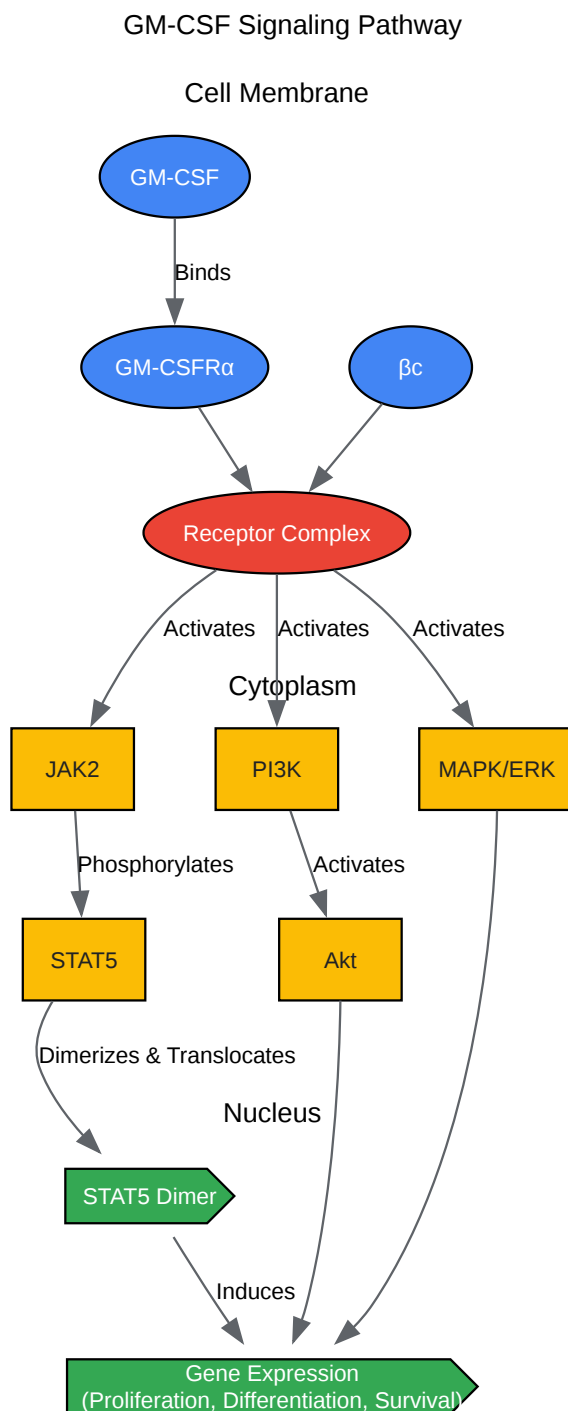 GM-CSF Signaling Pathway
Cell Membrane
GM-CSF
Binds
GM-CSFRα
βc
Receptor Complex
Activates
Activates
Activates
Cytoplasm
JAK2
PI3K
MAPK/ERK
Phosphorylates
Activates
STAT5
Akt
Dimerizes & Translocates
Nucleus
STAT5 Dimer
Induces
Gene Expression
(Proliferation, Differentiation, Survival)